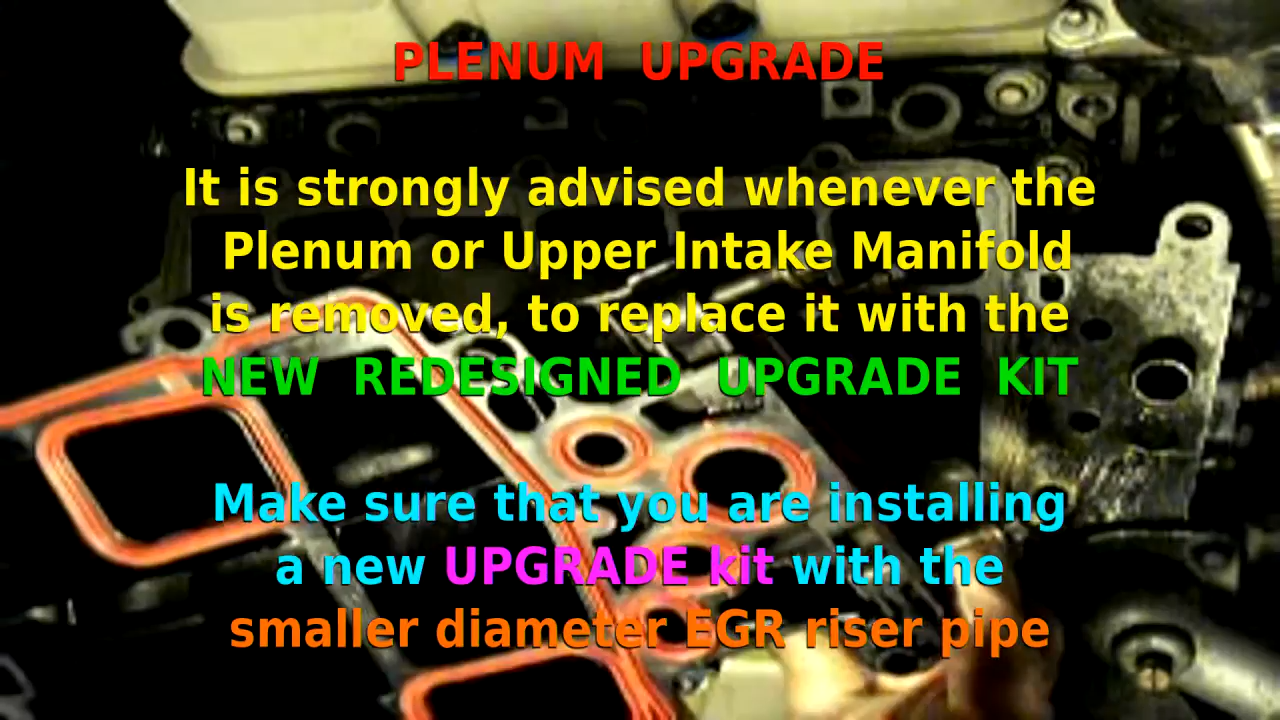 PLENUM UPGRADE
It is strongly advised whenever the
Plenum or Upper Intake Manifold
is removed, to replace it with the
NEW REDESIGNED UPGRADE KIT
Make sure that you are installing
a new UPGRADE kit with the
smaller diameter EGR riser pipe